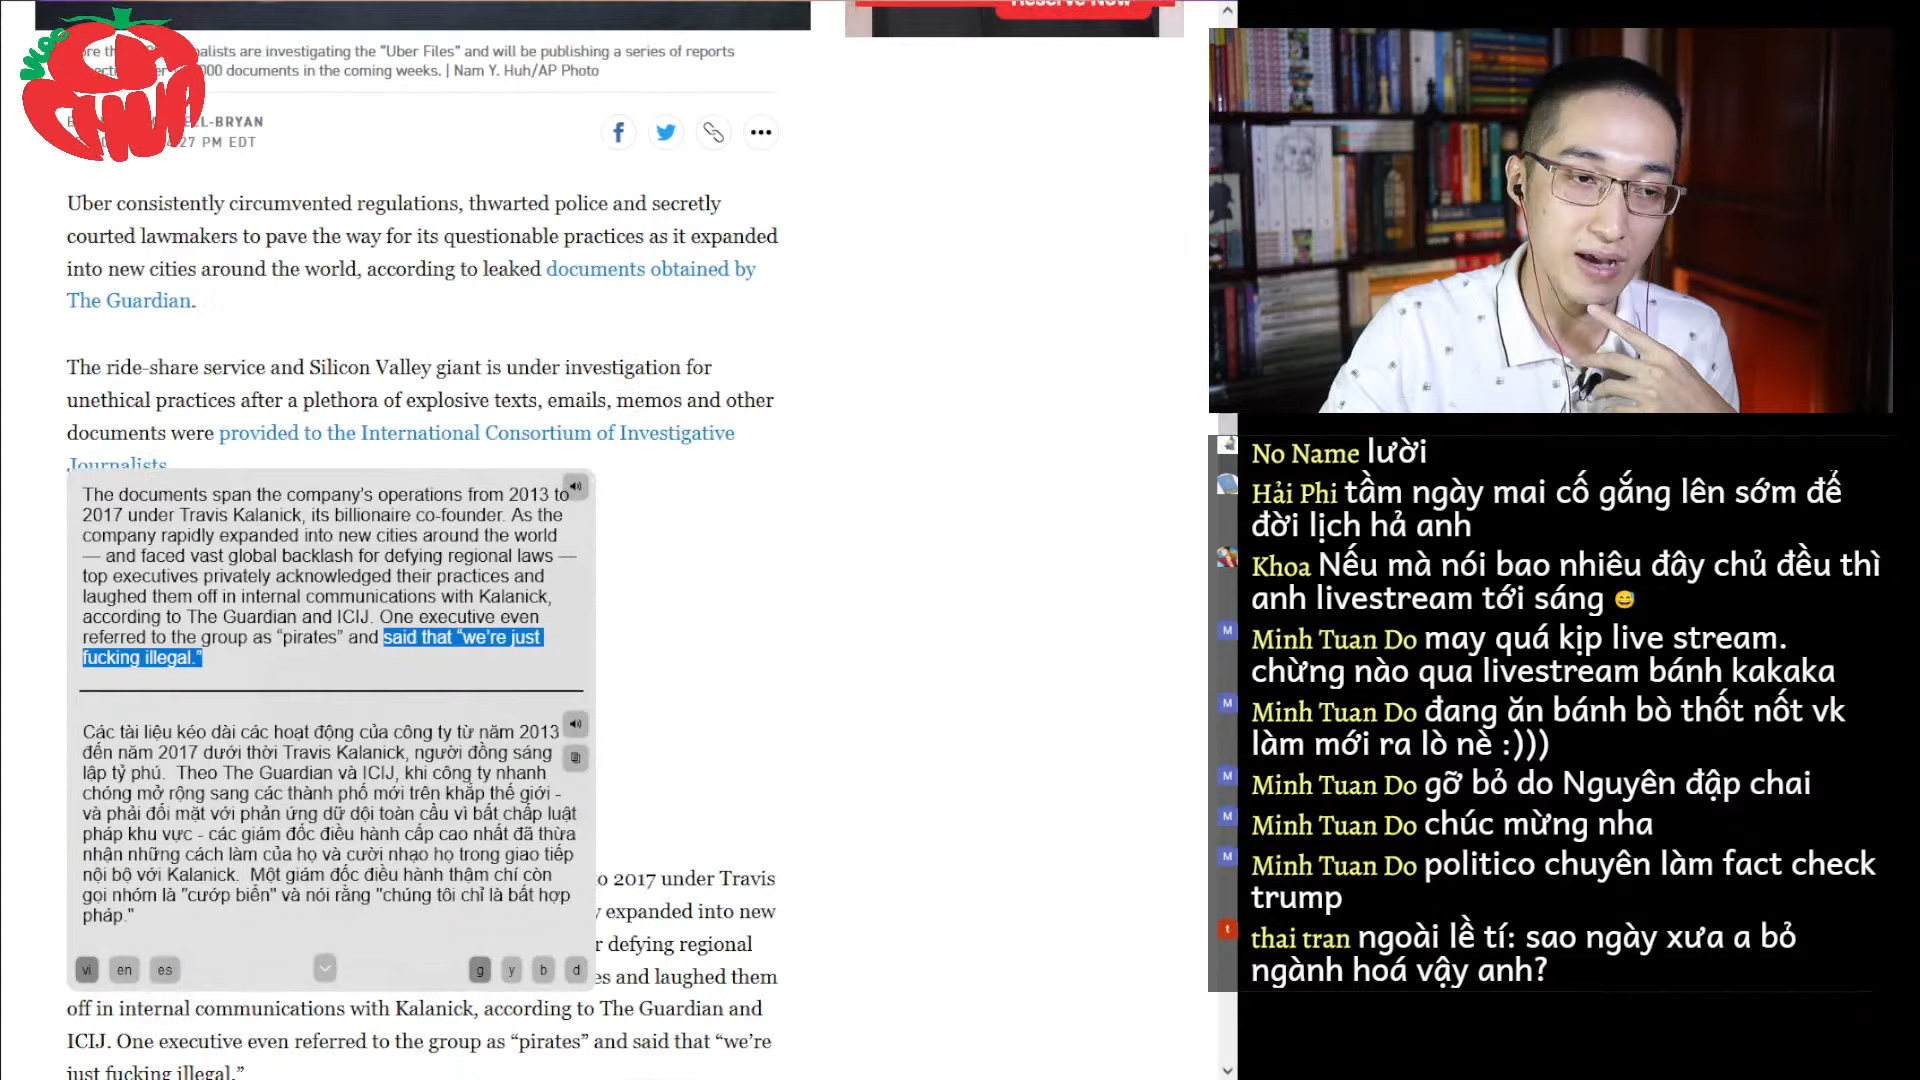 Reserve Now
alists are investigating the "Uber Files" and will be publishing a series of reports
000 documents in the coming weeks. | Nam Y. Huh/AP Photo
LL-BRYAN
27 PM EDT
Uber consistently circumvented regulations, thwarted police and secretly
courted lawmakers to pave the way for its questionable practices as it expanded
into new cities around the world, according to leaked documents obtained by
The Guardian.
The ride-share service and Silicon Valley giant is under investigation for
unethical practices after a plethora of explosive texts, emails, memos and other
documents were provided to the International Consortium of Investigative
Journalists
The documents span the company's operations from 2013 to
2017 under Travis Kalanick, its billionaire co-founder. As the
company rapidly expanded into new cities around the world
— and faced vast global backlash for defying regional laws —
top executives privately acknowledged their practices and
laughed them off in internal communications with Kalanick,
according to The Guardian and ICIJ. One executive even
referred to the group as “pirates” and said that “we’re just
fucking illegal.”
Các tài liệu kéo dài các hoạt động của công ty từ năm 2013
đến năm 2017 dưới thời Travis Kalanick, người đồng sáng
lập tỷ phú. Theo The Guardian và ICIJ, khi công ty nhanh
chóng mở rộng sang các thành phố mới trên khắp thế giới -
và phải đối mặt với phản ứng dữ dội toàn cầu vì bất chấp luật
pháp khu vực - các giám đốc điều hành cấp cao nhất đã thừa
nhận những cách làm của họ và cười nhạo họ trong giao tiếp
nội bộ với Kalanick. Một giám đốc điều hành thậm chí còn
gọi nhóm là "cướp biển" và nói rằng "chúng tôi chỉ là bất hợp
pháp."
vi en es g y b d
o 2017 under Travis
y expanded into new
r defying regional
es and laughed them
off in internal communications with Kalanick, according to The Guardian and
ICIJ. One executive even referred to the group as “pirates” and said that “we’re
just fucking illegal.”
No Name lười
Hải Phi tầm ngày mai cố gắng lên sớm để
đời lịch hả anh
Khoa Nếu mà nói bao nhiêu đây chủ đều thì
anh livestream tới sáng 😅
Minh Tuan Do may quá kịp live stream.
chừng nào qua livestream bánh kakaka
Minh Tuan Do đang ăn bánh bò thốt nốt vk
làm mới ra lò nè :)))
Minh Tuan Do gỡ bỏ do Nguyên đập chai
Minh Tuan Do chúc mừng nha
Minh Tuan Do politico chuyên làm fact check
trump
thai tran ngoài lề tí: sao ngày xưa a bỏ
ngành hoá vậy anh?